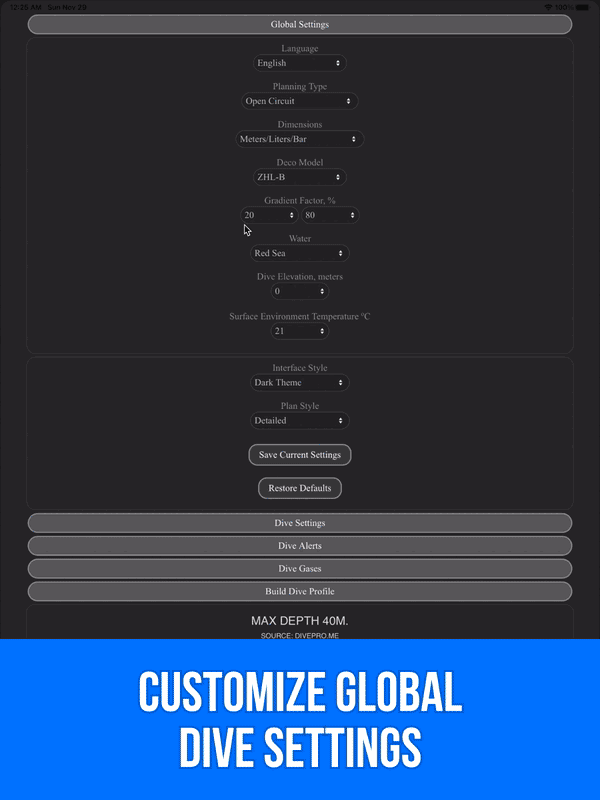 12:26 AM Sun Nov 29
100%
Global Settings
Language
English
Planning Type
Open Circuit
Dimensions
Meters/Liters/Bar
Deco Model
ZHL-B
Gradient Factor, %
20 80
Water
Red Sea
Dive Elevation, meters
0
Surface Environment Temperature °C
21
Interface Style
Dark Theme
Plan Style
Detailed
Save Current Settings
Restore Defaults
Dive Settings
Dive Alerts
Dive Gases
Build Dive Profile
MAX DEPTH 40M.
SOURCE: DIVEPRO.ME
CUSTOMIZE GLOBAL
DIVE SETTINGS